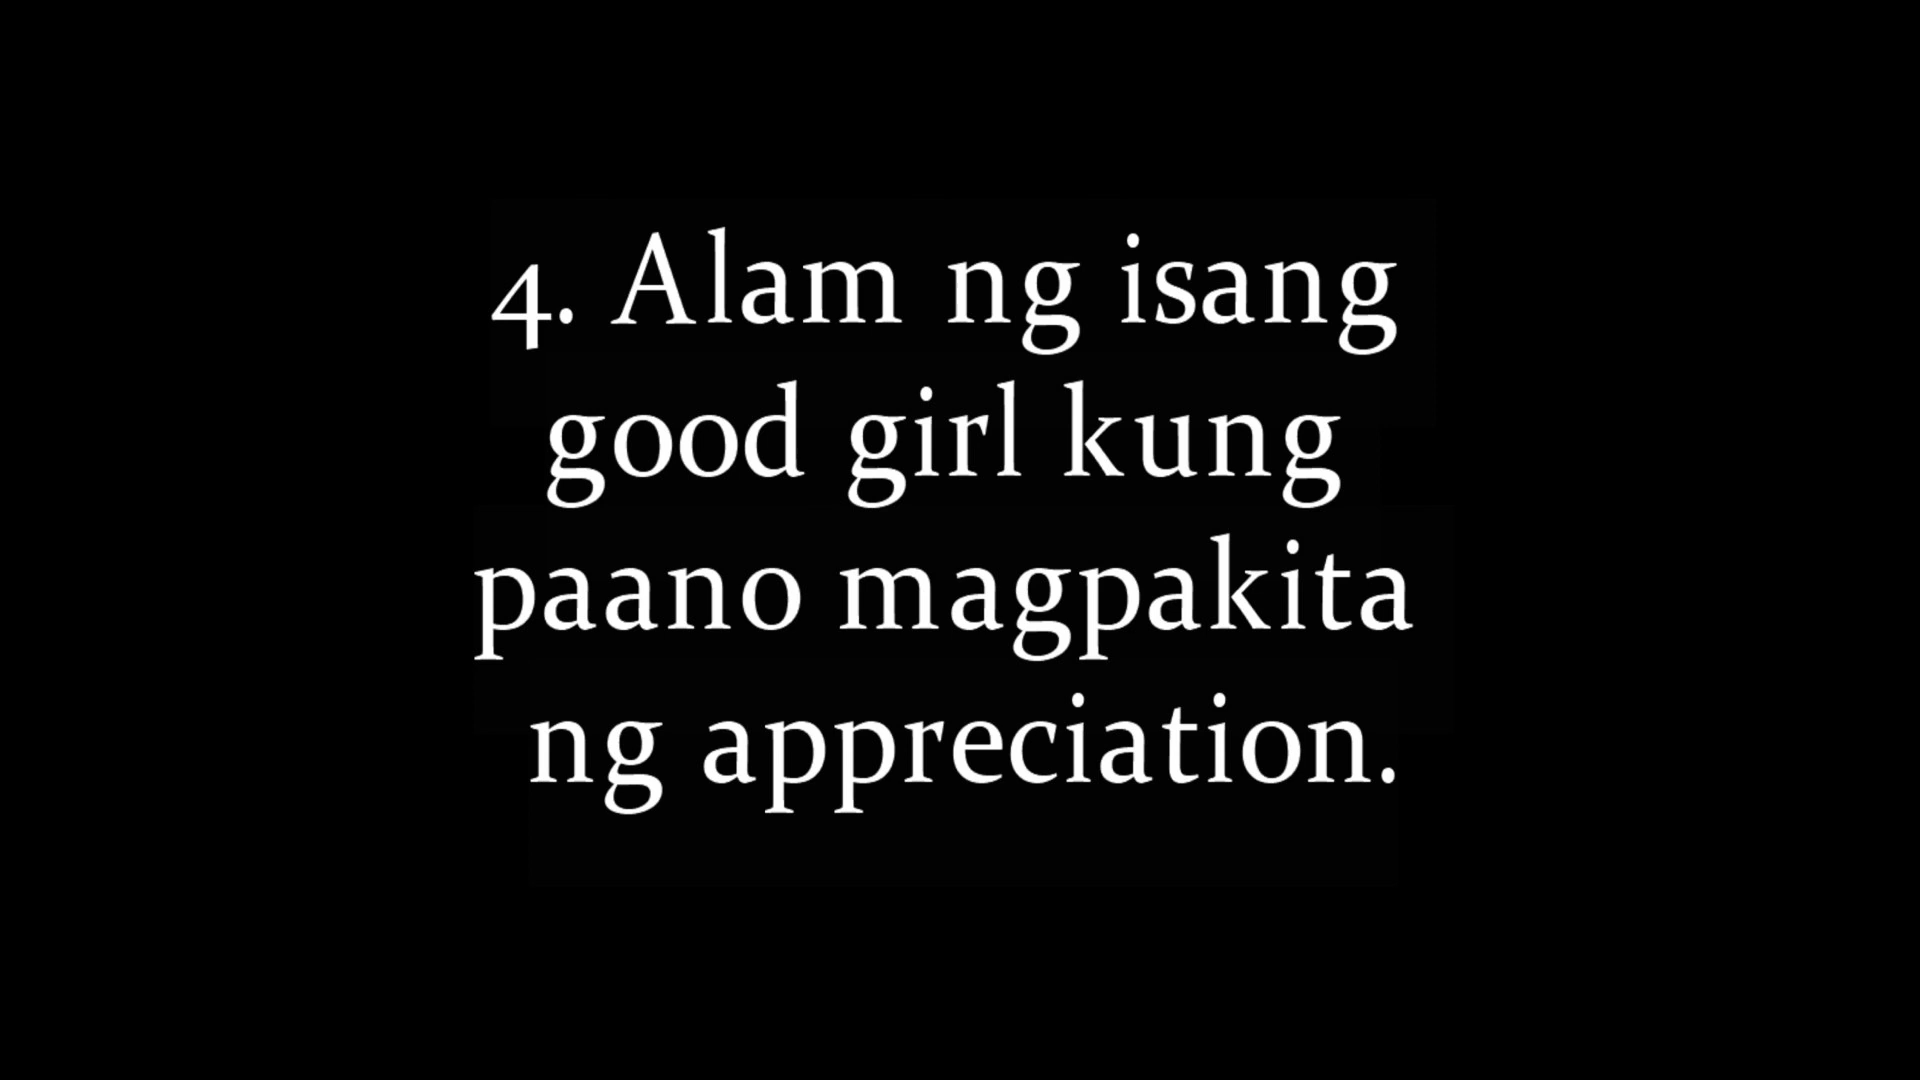 4. Alam ng isang
good girl kung
paano magpakita
ng appreciation.